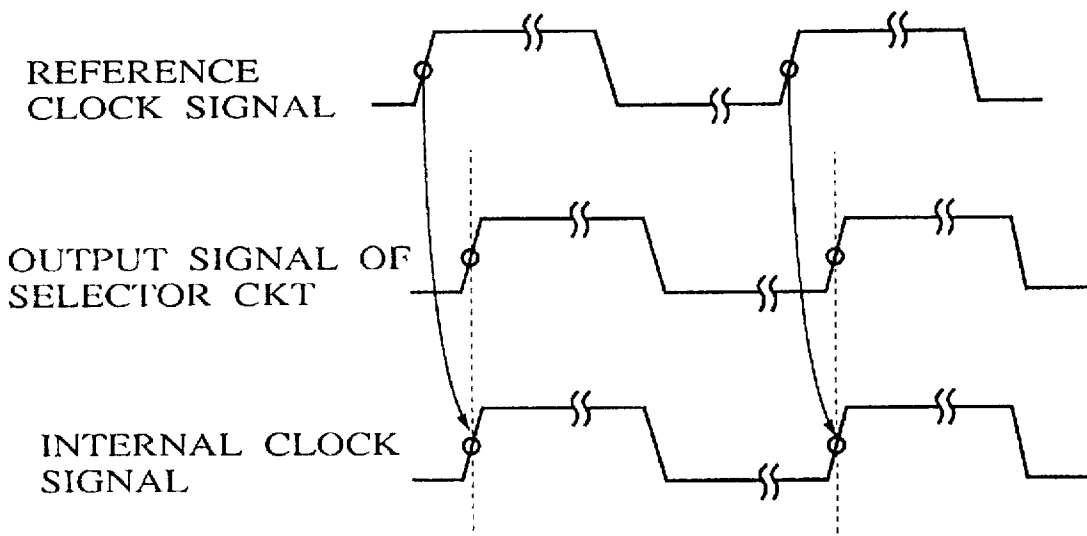 REFERENCE
CLOCK SIGNAL
OUTPUT SIGNAL OF
SELECTOR CKT
INTERNAL CLOCK
SIGNAL